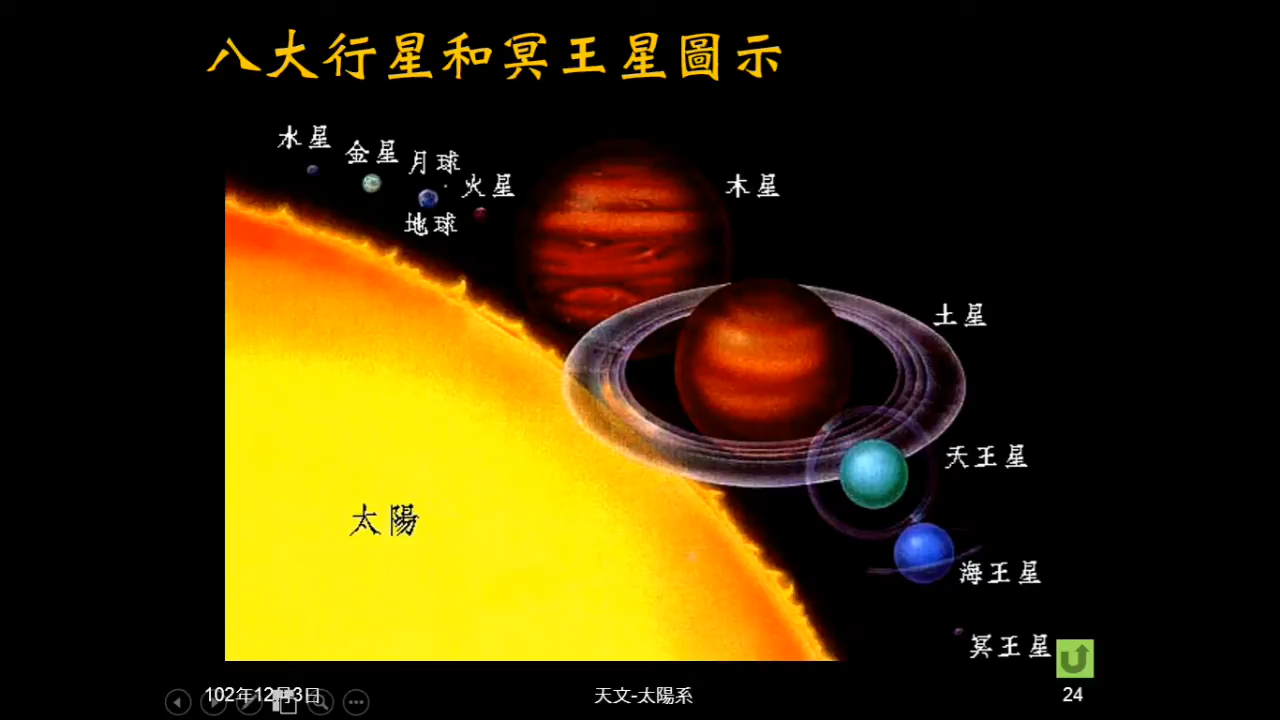 八大行星和冥王星圖示
水星
金星
月球
火星
地球
木星
土星
天王星
太陽
海王星
冥王星
102年12月3日
天文-太陽系
24